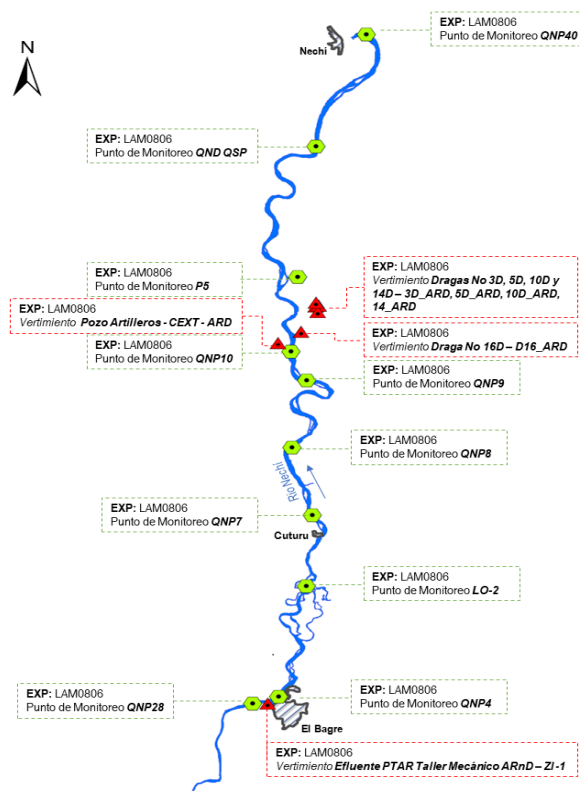 EXP: LAM0806
Punto de Monitoreo QNP40
N
Nechi
EXP: LAM0806
Punto de Monitoreo QND QSP
EXP: LAM0806
Punto de Monitoreo P5
EXP: LAM0806
Vertimiento Dragas No 3D, 5D, 10D y
14D – 3D_ARD, 5D_ARD, 10D_ARD,
14_ARD
EXP: LAM0806
Vertimiento Pozo Artilleros - CEXT - ARD
EXP: LAM0806
Vertimiento Draga No 16D – D16_ARD
EXP: LAM0806
Punto de Monitoreo QNP10
EXP: LAM0806
Punto de Monitoreo QNP9
EXP: LAM0806
Punto de Monitoreo QNP8
Río Nechí
EXP: LAM0806
Punto de Monitoreo QNP7
Cuturu
EXP: LAM0806
Punto de Monitoreo LO-2
EXP: LAM0806
Punto de Monitoreo QNP28
EXP: LAM0806
Punto de Monitoreo QNP4
El Bagre
EXP: LAM0806
Vertimiento Efluente PTAR Taller Mecánico ARnD – ZI -1